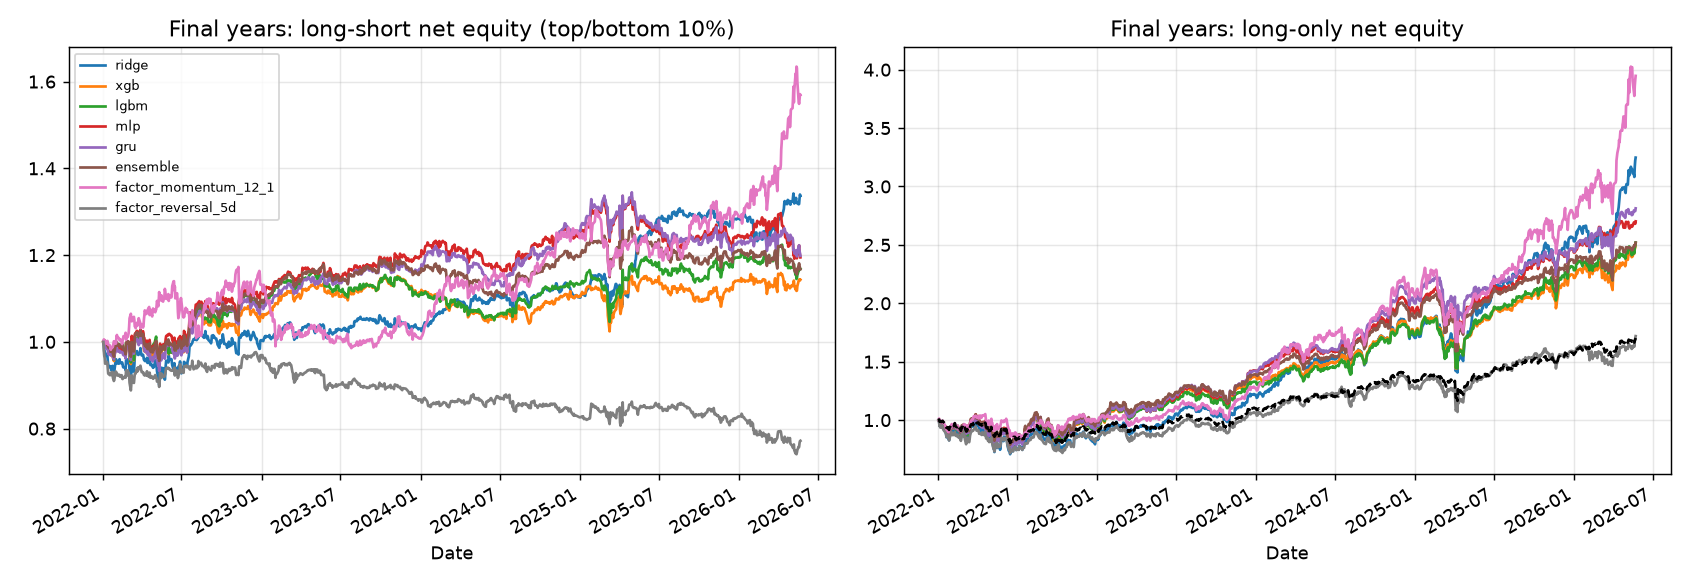 Final years: long-short net equity (top/bottom 10%)
1.6
1.4
1.2
1.0
0.8
ridge
xgb
lgbm
mlp
gru
ensemble
factor_momentum_12_1
factor_reversal_5d
2022-01
2022-07
2023-01
2023-07
2024-01
2024-07
2025-01
2025-07
2026-01
2026-07
Date
Final years: long-only net equity
4.0
3.5
3.0
2.5
2.0
1.5
1.0
2022-01
2022-07
2023-01
2023-07
2024-01
2024-07
2025-01
2025-07
2026-01
2026-07
Date